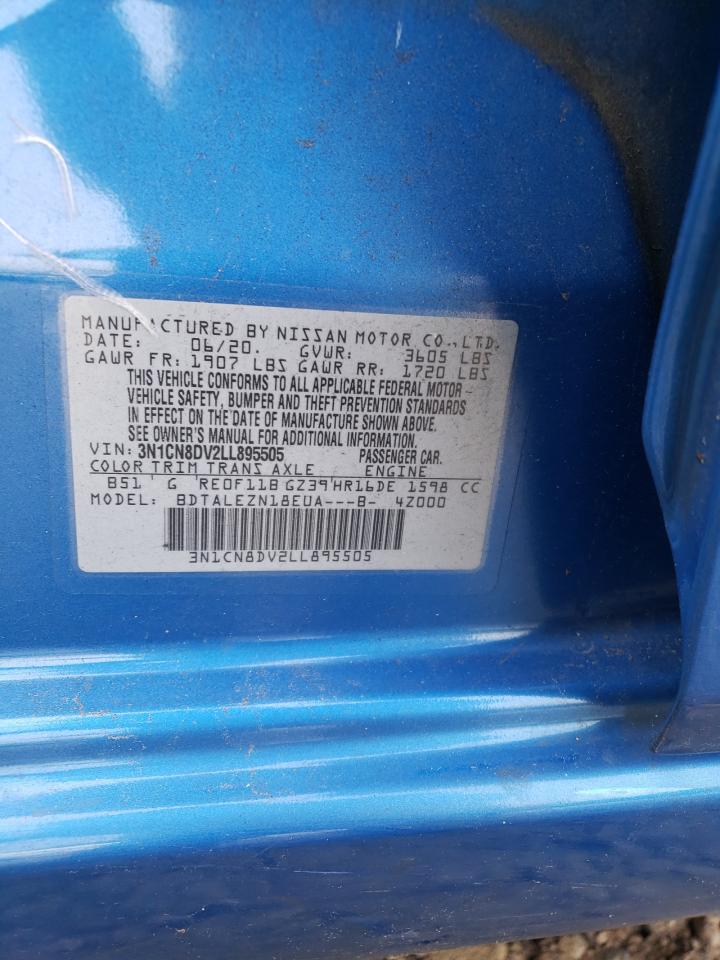 MANUFACTURED BY NISSAN MOTOR CO., LTD.
DATE: 06/20. GVWR: 3605 LBS
GAWR FR: 1907 LBS GAWR RR: 1720 LBS
THIS VEHICLE CONFORMS TO ALL APPLICABLE FEDERAL MOTOR-
VEHICLE SAFETY, BUMPER AND THEFT PREVENTION STANDARDS
IN EFFECT ON THE DATE OF MANUFACTURE SHOWN ABOVE.
SEE OWNER'S MANUAL FOR ADDITIONAL INFORMATION.
VIN: 3N1CN8DV2LL895505 PASSENGER CAR.
COLOR TRIM TRANS AXLE ENGINE
B51 G RE0F11B GZ39 HR16DE 1598 CC
MODEL: BDTALEZN18EUA---B- 4Z000
3N1CN8DV2LL895505